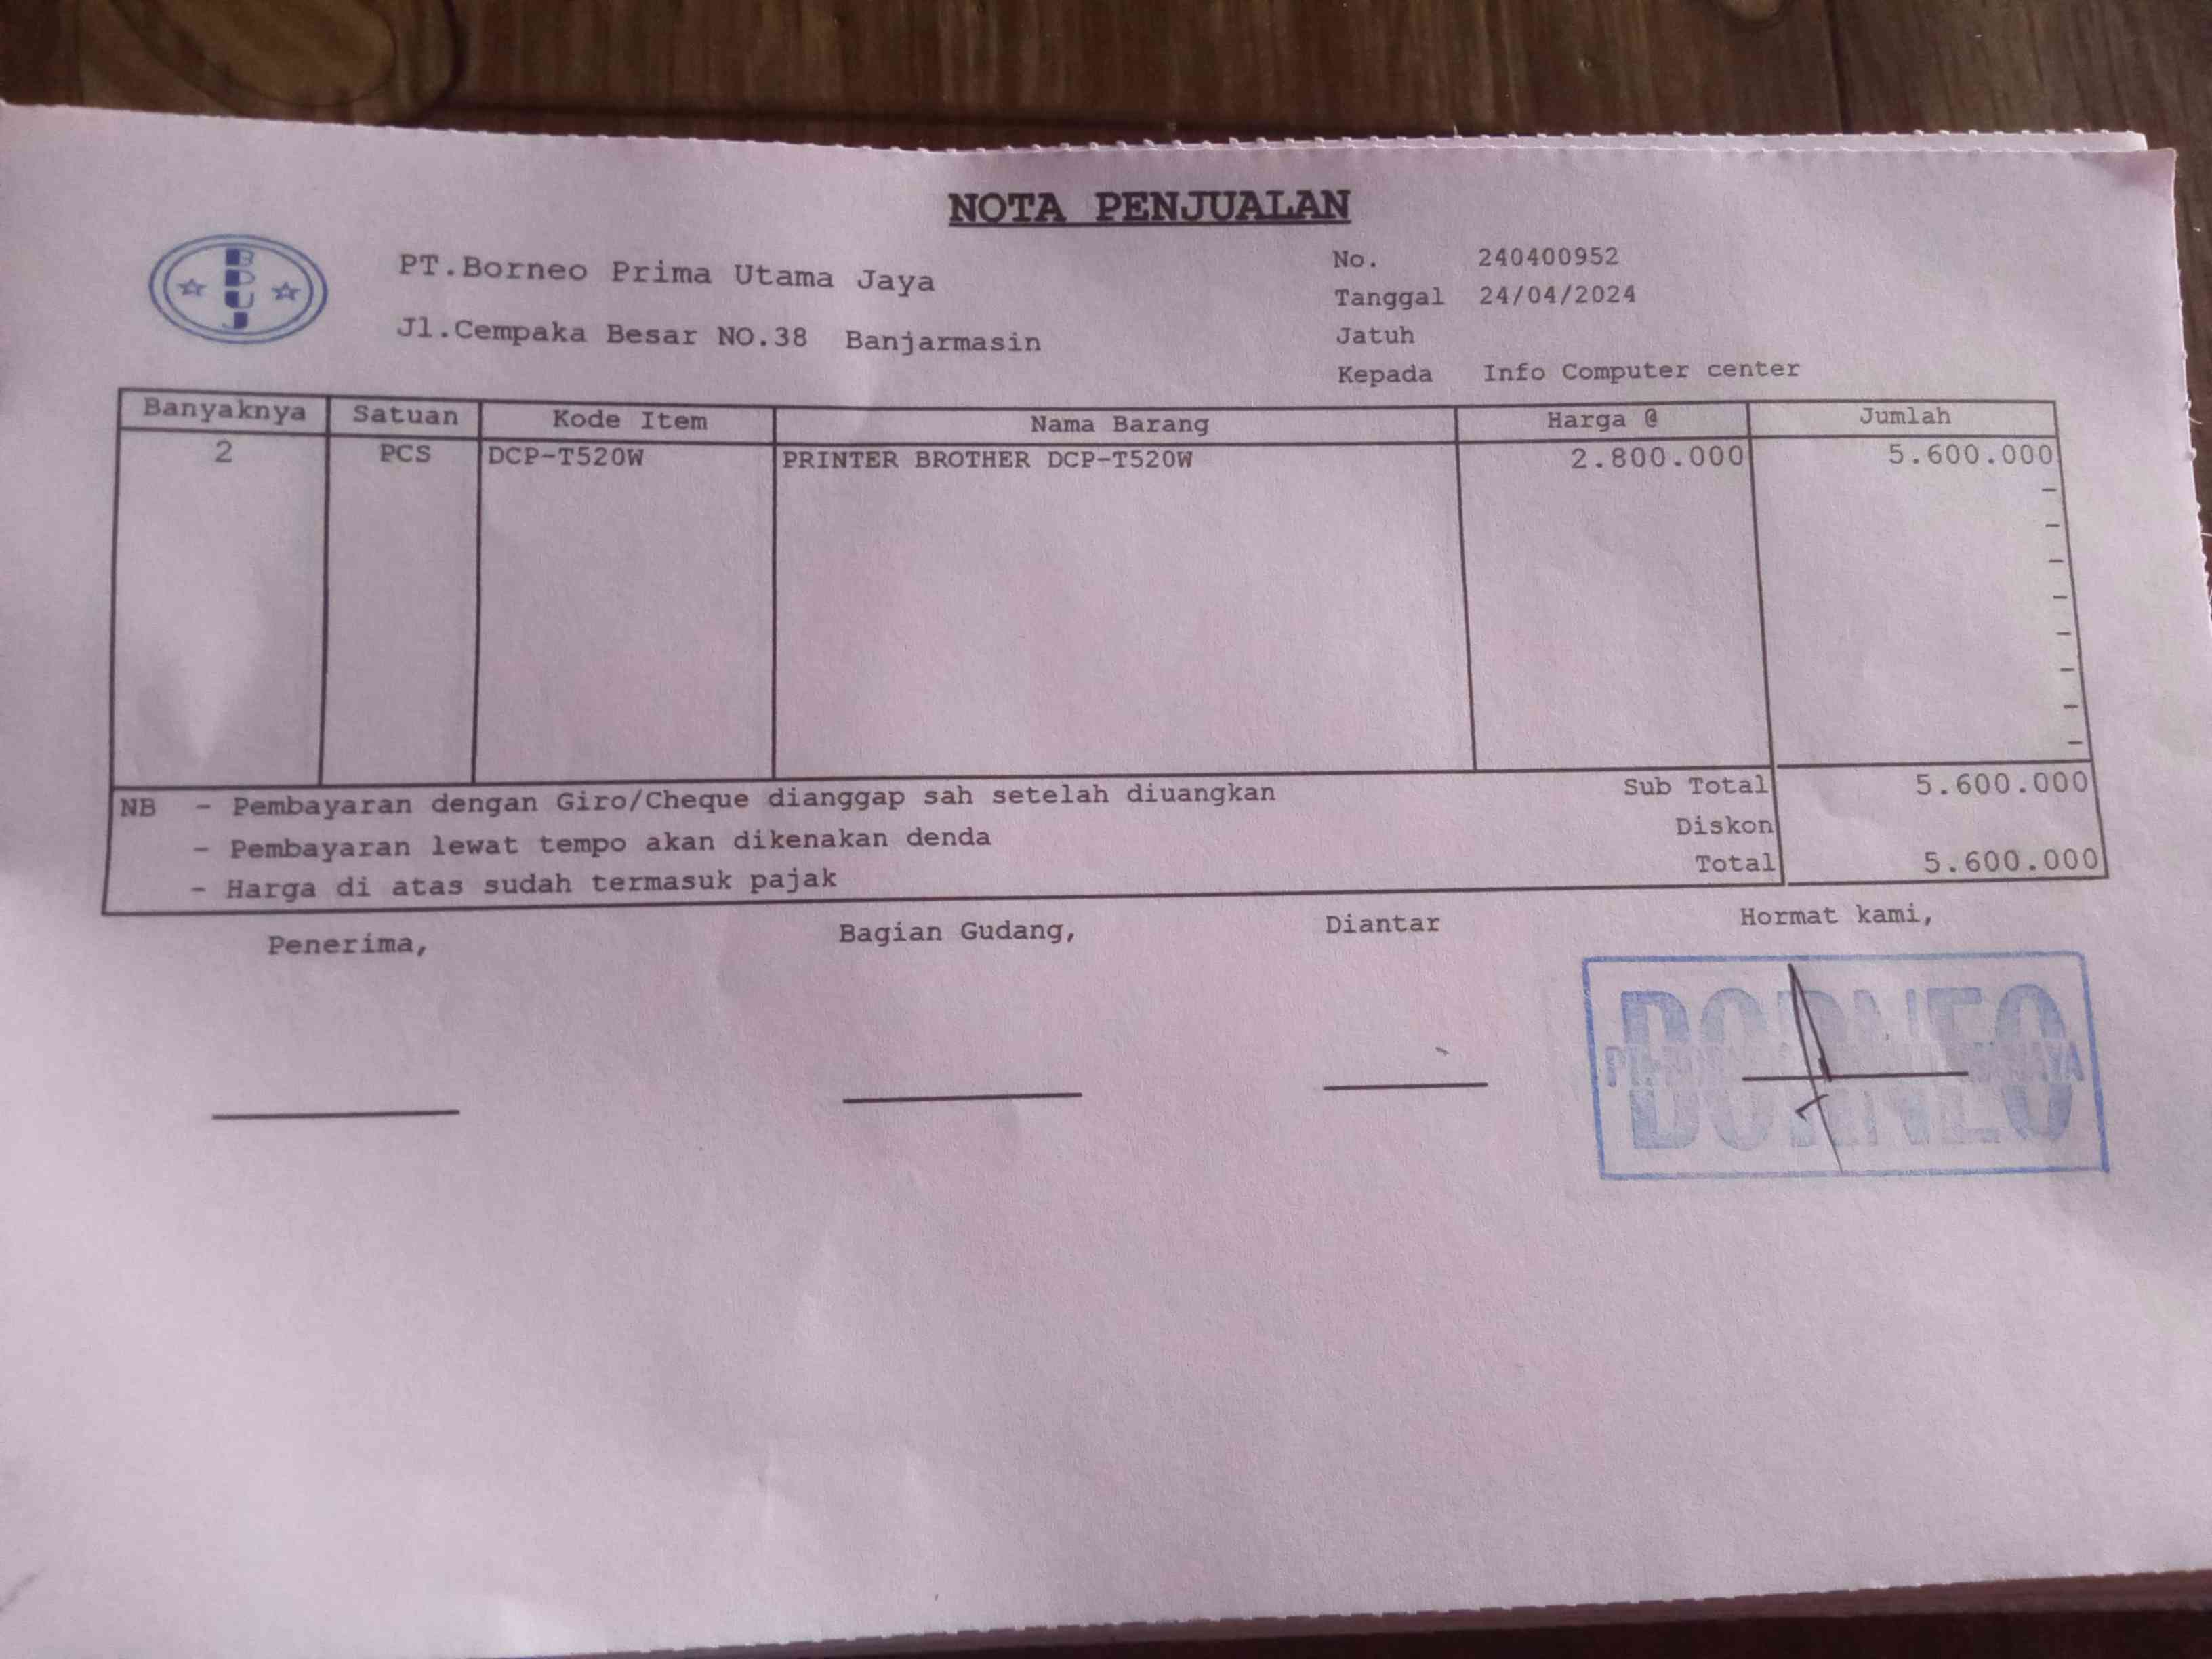 NOTA PENJUALAN
BPUJ
PT.Borneo Prima Utama Jaya
Jl.Cempaka Besar NO.38 Banjarmasin
No. 240400952
Tanggal 24/04/2024
Jatuh
Kepada Info Computer center
Banyaknya Satuan Kode Item Nama Barang Harga @ Jumlah
2 PCS DCP-T520W PRINTER BROTHER DCP-T520W 2.800.000 5.600.000
-
-
-
-
-
-
-
-
NB - Pembayaran dengan Giro/Cheque dianggap sah setelah diuangkan Sub Total 5.600.000
- Pembayaran lewat tempo akan dikenakan denda Diskon
- Harga di atas sudah termasuk pajak Total 5.600.000
Penerima, Bagian Gudang, Diantar Hormat kami,
BORNEO